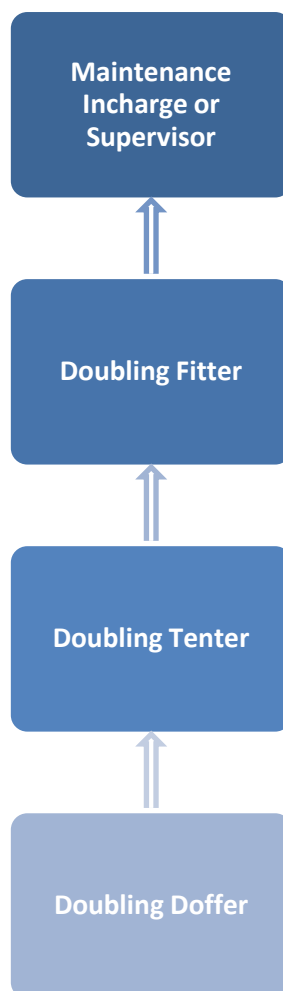 Maintenance
Incharge or
Supervisor
Doubling Fitter
Doubling Tenter
Doubling Doffer